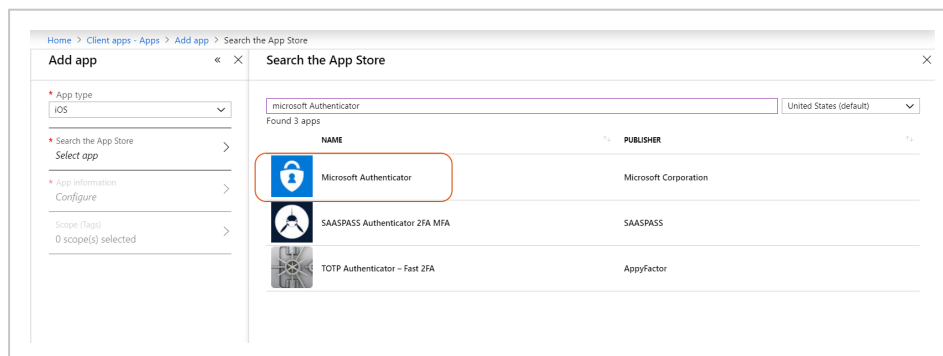 Home > Client apps - Apps > Add app > Search the App Store
Add app
* App type
iOS
* Search the App Store
Select app
* App information
Configure
Scope (Tags)
0 scope(s) selected
Search the App Store
microsoft Authenticator
United States (default)
Found 3 apps
NAME PUBLISHER
Microsoft Authenticator Microsoft Corporation
SAASPASS Authenticator 2FA MFA SAASPASS
TOTP Authenticator – Fast 2FA AppyFactor